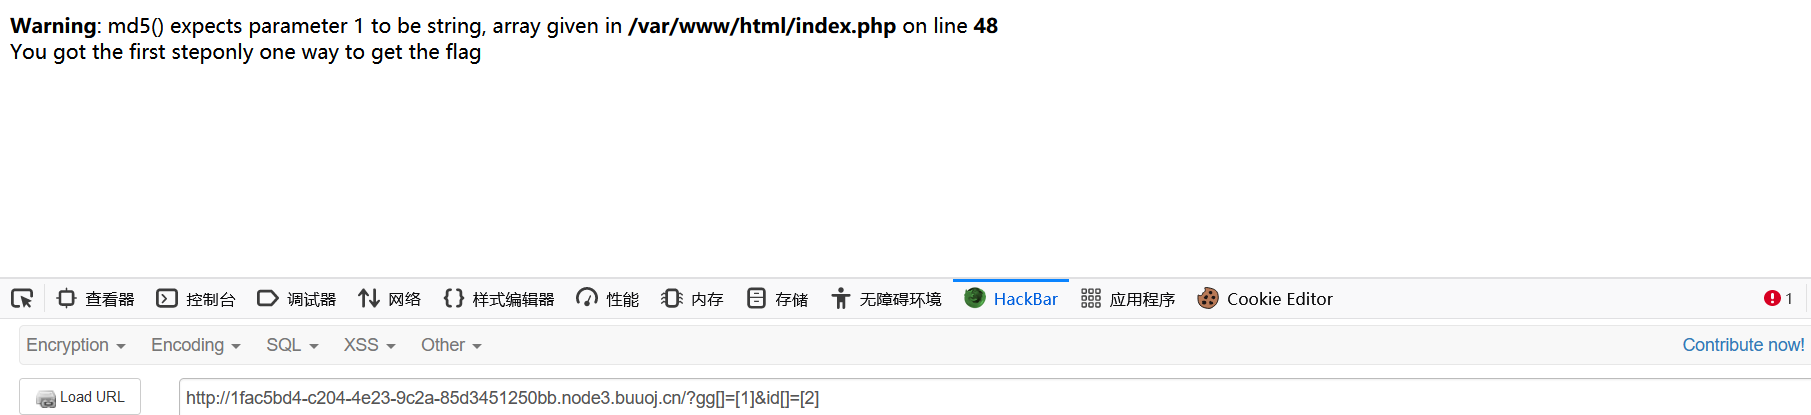 Warning: md5() expects parameter 1 to be string, array given in /var/www/html/index.php on line 48
You got the first steponly one way to get the flag
查看器 控制台 调试器 网络 样式编辑器 性能 内存 存储 无障碍环境 HackBar 应用程序 Cookie Editor 1
Encryption Encoding SQL XSS Other Contribute now!
Load URL http://1fac5bd4-c204-4e23-9c2a-85d3451250bb.node3.buuoj.cn/?gg[]=[1]&id[]=[2]